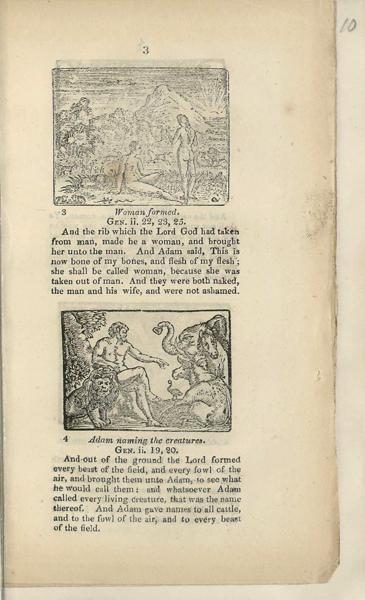 10
3
3
Woman formed.
Gen. ii. 22, 23, 25.
And the rib which the Lord God had taken
from man, made he a woman, and brought
her unto the man. And Adam said, This is
now bone of my bones, and flesh of my flesh;
she shall be called woman, because she was
taken out of man. And they were both naked,
the man and his wife, and were not ashamed.
4
Adam naming the creatures.
Gen. ii. 19, 20.
And out of the ground the Lord formed
every beast of the field, and every fowl of the
air, and brought them unto Adam, to see what
he would call them: and whatsoever Adam
called every living creature, that was the name
thereof. And Adam gave names to all cattle,
and to the fowl of the air, and to every beast
of the field.